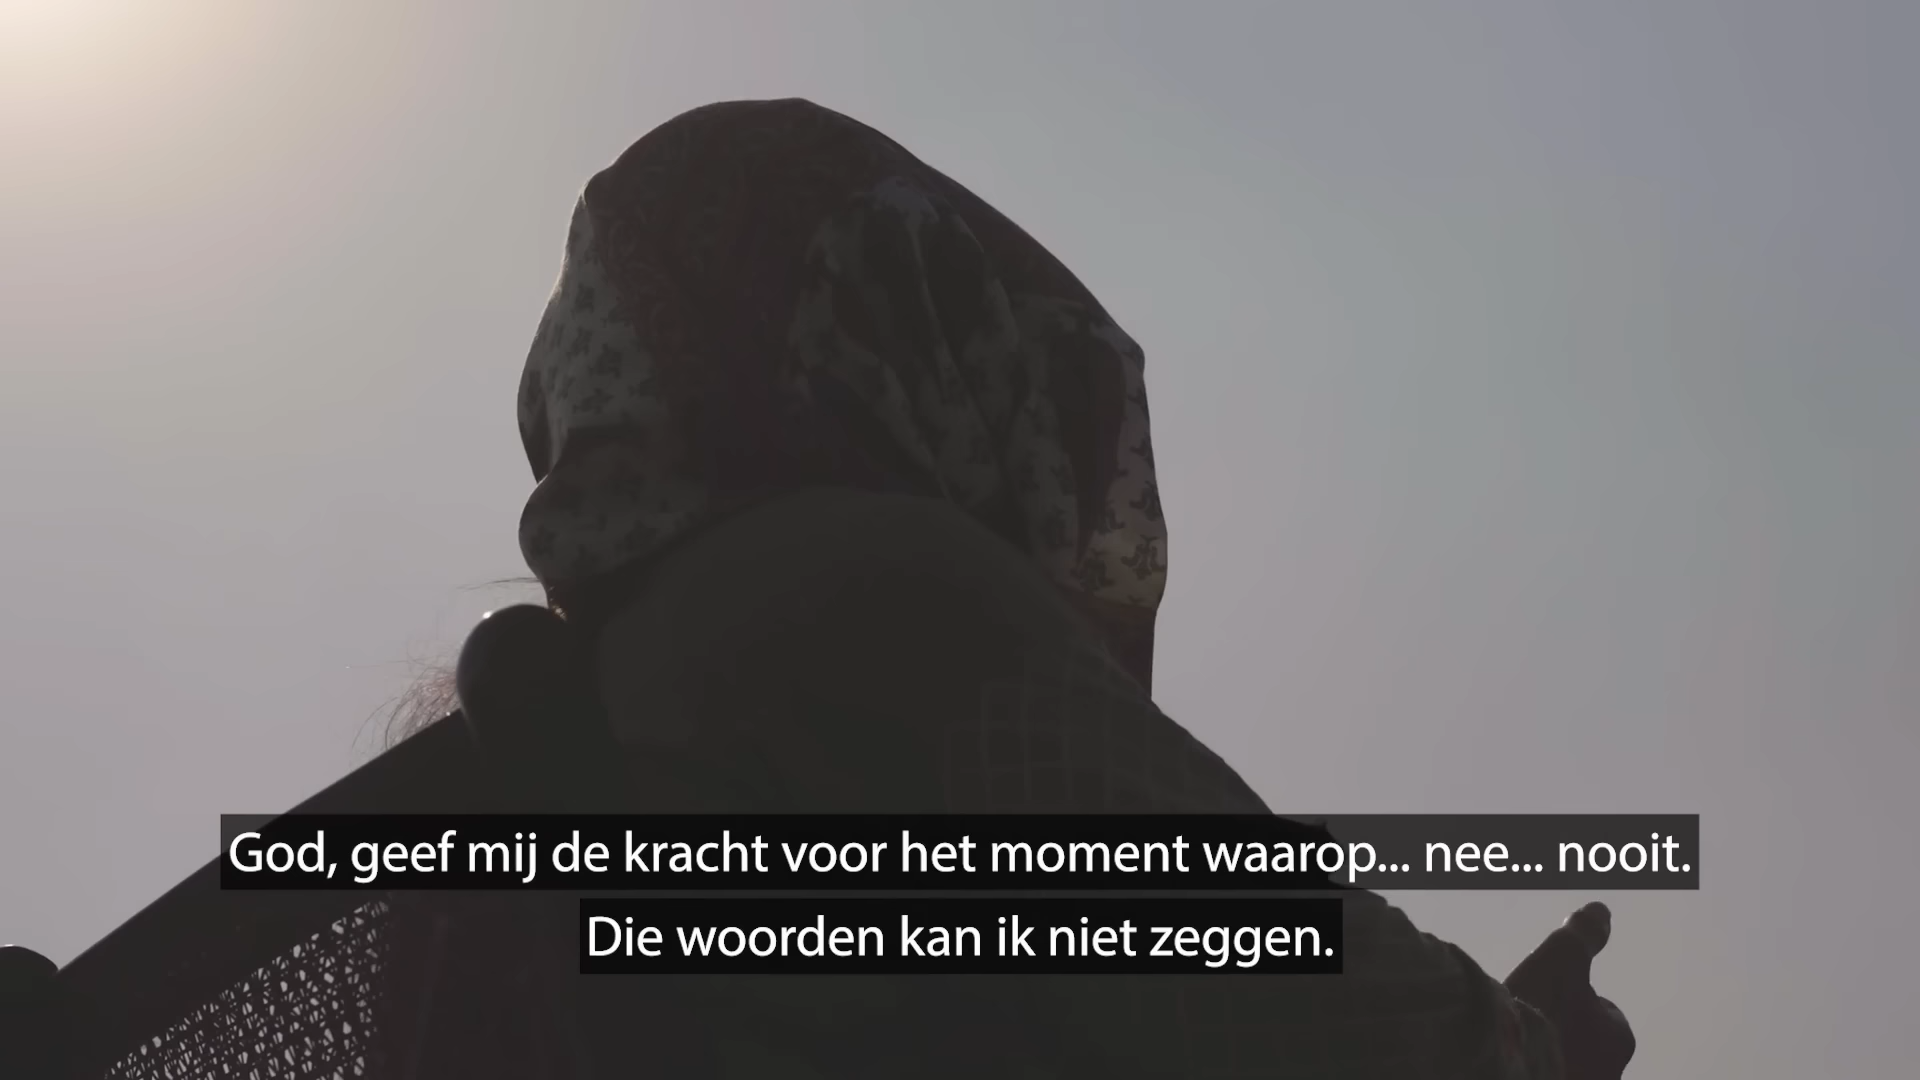 God, geef mij de kracht voor het moment waarop... nee... nooit.
Die woorden kan ik niet zeggen.